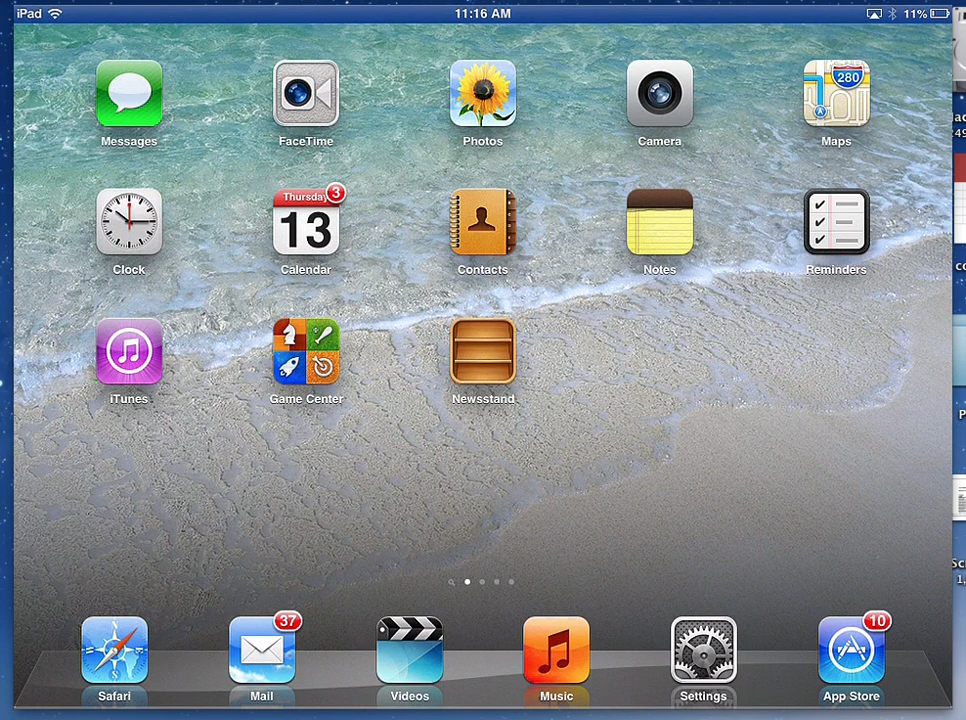 iPad 11:16 AM 11%
280
Messages FaceTime Photos Camera Maps
Thursday 3
13
Clock Calendar Contacts Notes Reminders
iTunes Game Center Newsstand
37 10
Safari Mail Videos Music Settings App Store